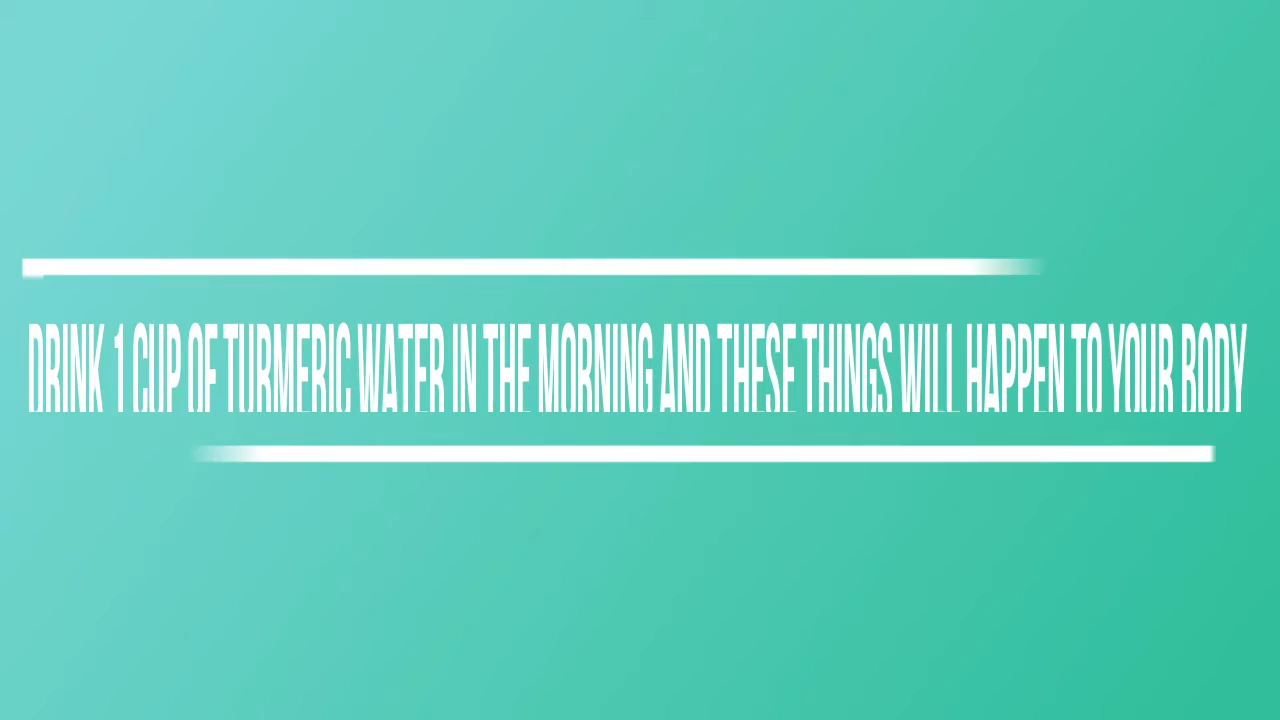 DRINK 1 CUP OF TURMERIC WATER IN THE MORNING AND THESE THINGS WILL HAPPEN TO YOUR BODY